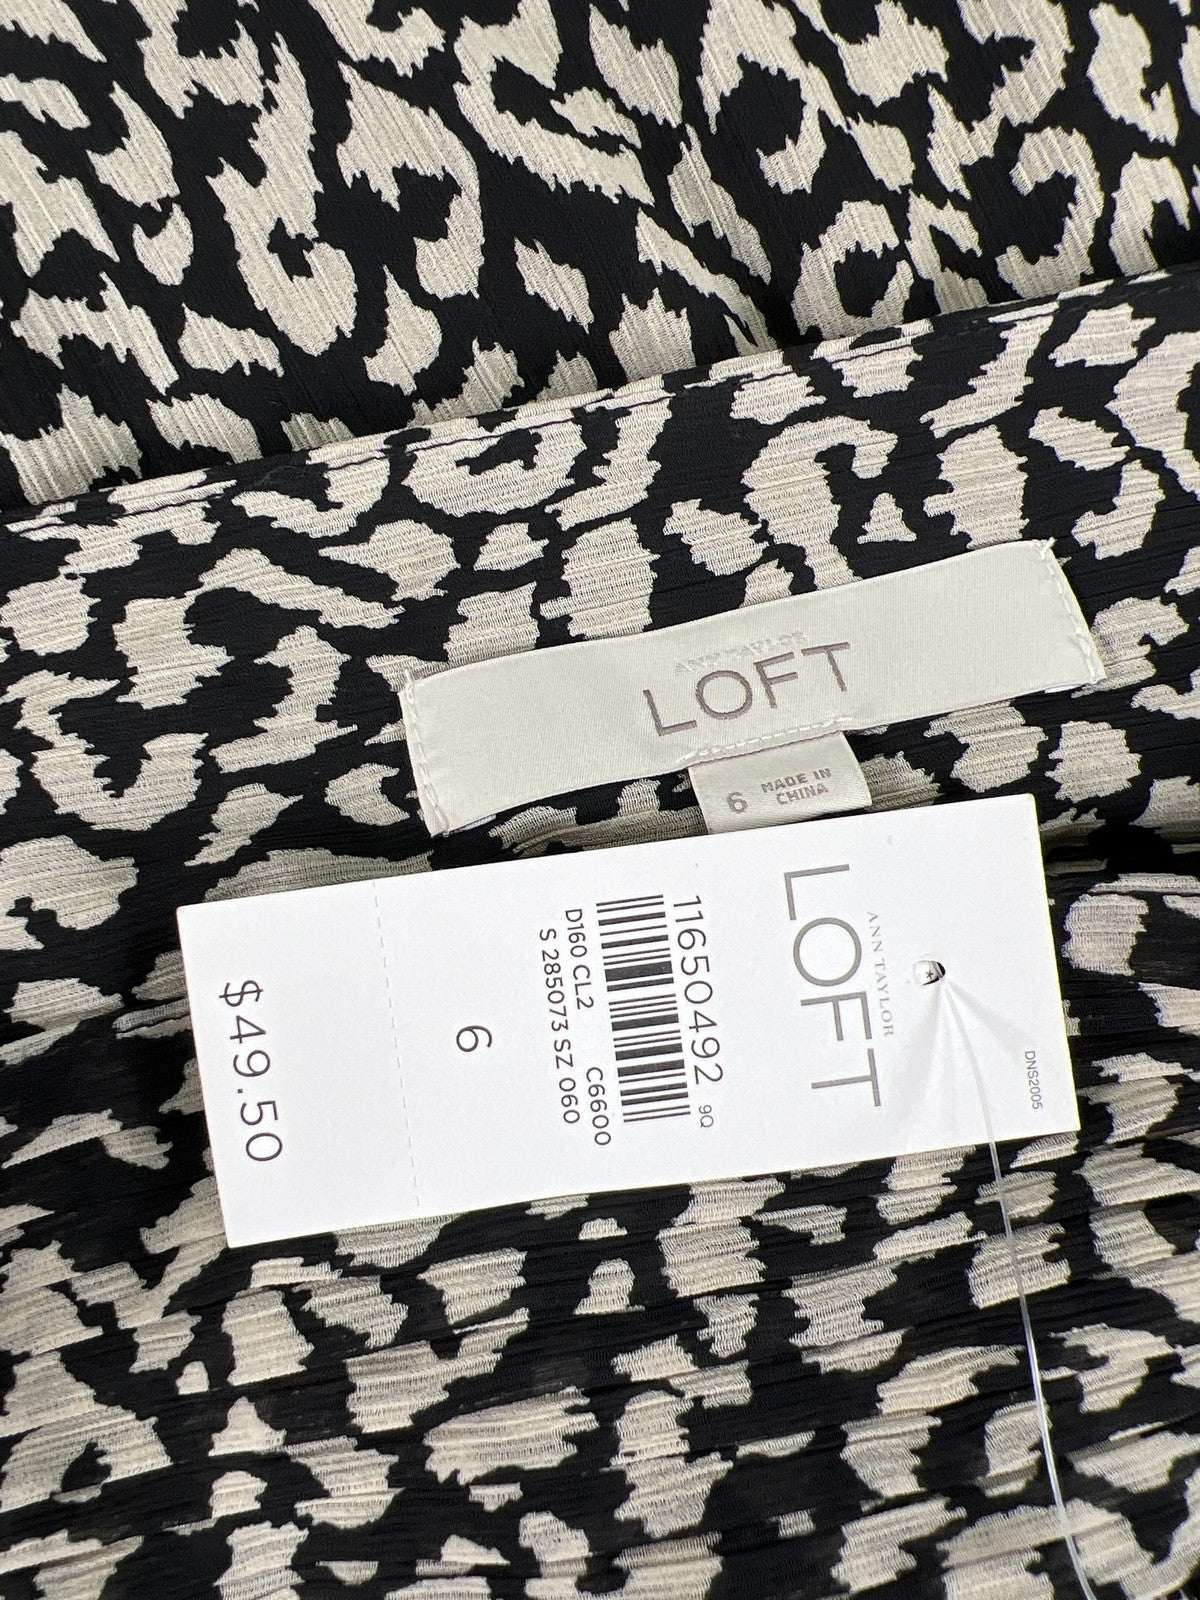 ANN TAYLOR
LOFT
6 MADE IN
CHINA
DNS2005
ANN TAYLOR
LOFT
11650492 9Q
D160 CL2 C6600
S 285073 SZ 060
6
$49.50